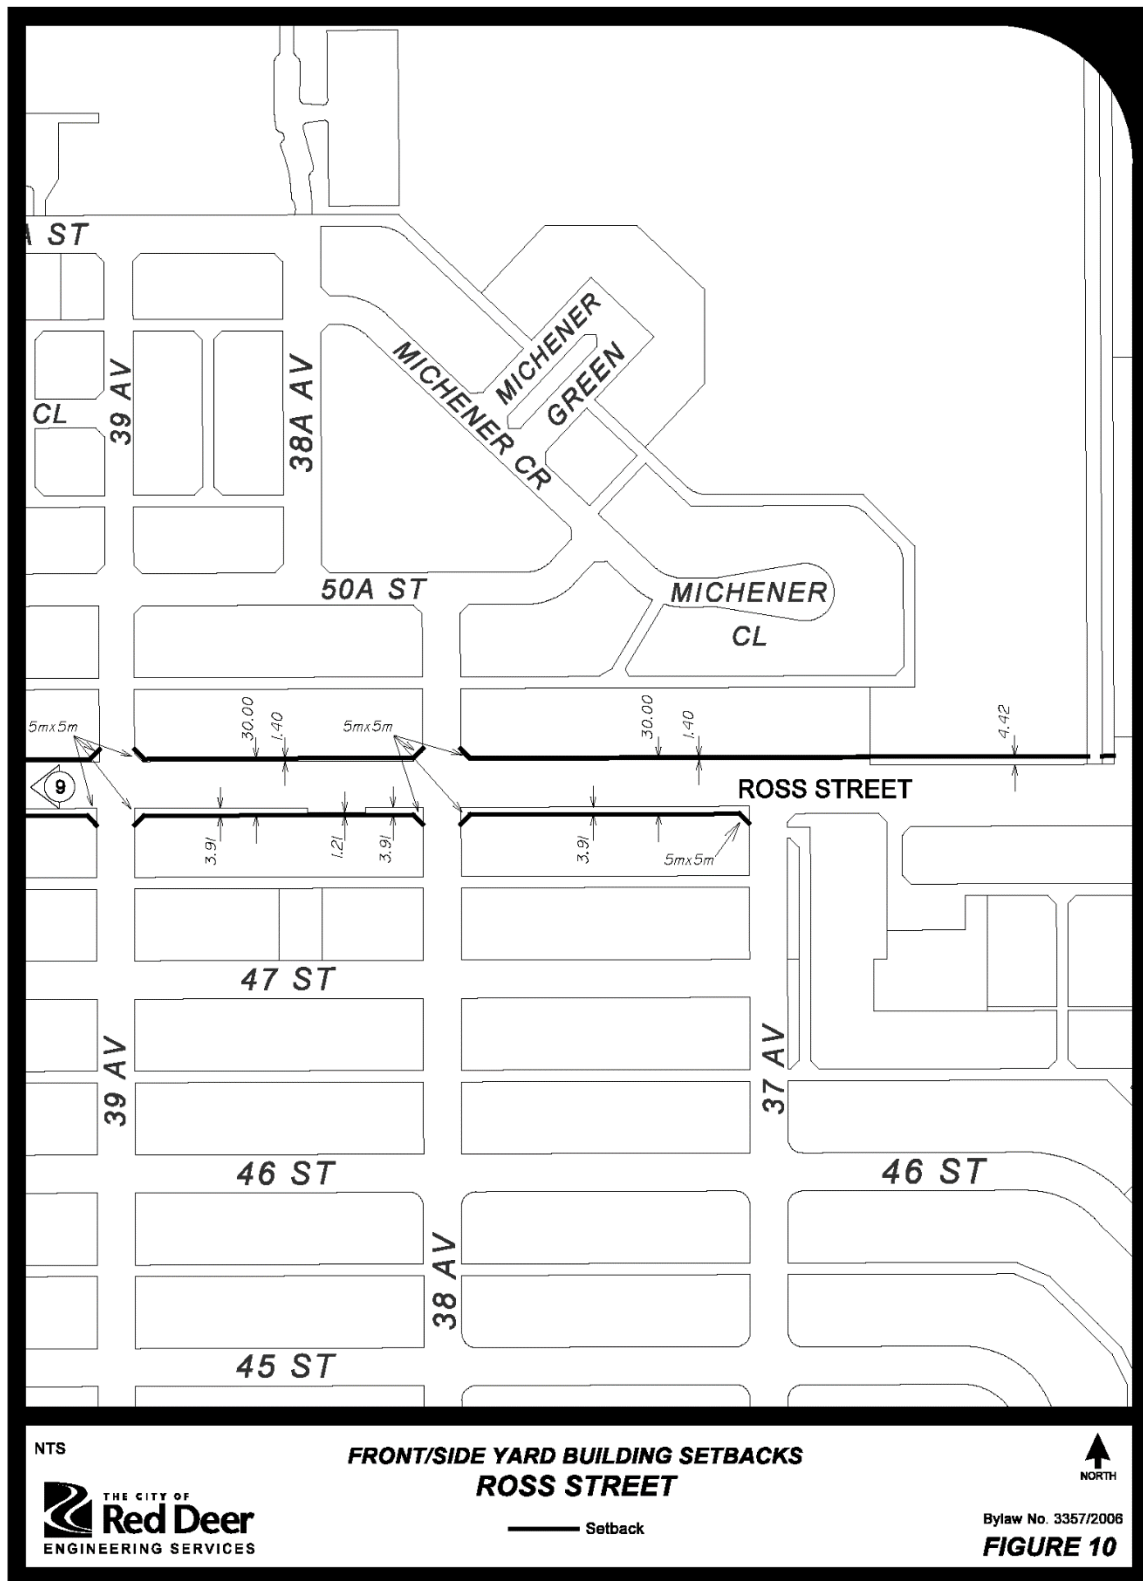 A ST
MICHENER
GREEN
MICHENER CR
39 AV
38A AV
CL
50A ST
MICHENER
CL
5mx5m
30.00
1.40
5mx5m
30.00
1.40
4.42
9
ROSS STREET
3.91
1.21
3.91
3.91
5mx5m
47 ST
39 AV
37 AV
46 ST
46 ST
38 AV
45 ST
NTS
FRONT/SIDE YARD BUILDING SETBACKS
ROSS STREET
Setback
NORTH
THE CITY OF
Red Deer
ENGINEERING SERVICES
Bylaw No. 3357/2006
FIGURE 10